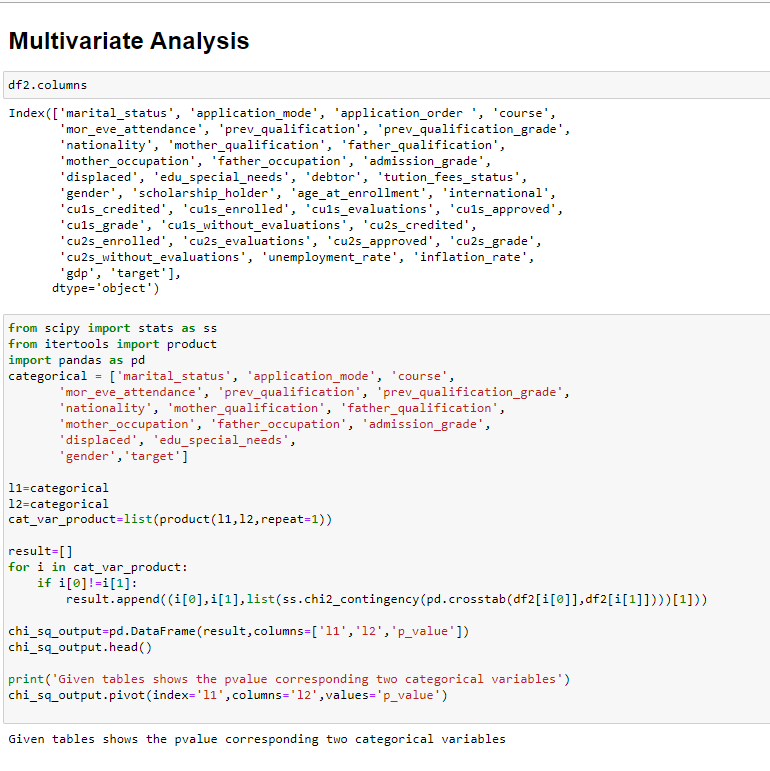 Multivariate Analysis
df2.columns
Index(['marital_status', 'application_mode', 'application_order ', 'course',
       'mor_eve_attendance', 'prev_qualification', 'prev_qualification_grade',
       'nationality', 'mother_qualification', 'father_qualification',
       'mother_occupation', 'father_occupation', 'admission_grade',
       'displaced', 'edu_special_needs', 'debtor', 'tution_fees_status',
       'gender', 'scholarship_holder', 'age_at_enrollment', 'international',
       'cu1s_credited', 'cu1s_enrolled', 'cu1s_evaluations', 'cu1s_approved',
       'cu1s_grade', 'cu1s_without_evaluations', 'cu2s_credited',
       'cu2s_enrolled', 'cu2s_evaluations', 'cu2s_approved', 'cu2s_grade',
       'cu2s_without_evaluations', 'unemployment_rate', 'inflation_rate',
       'gdp', 'target'],
      dtype='object')
from scipy import stats as ss
from itertools import product
import pandas as pd
categorical = ['marital_status', 'application_mode', 'course',
       'mor_eve_attendance', 'prev_qualification', 'prev_qualification_grade',
       'nationality', 'mother_qualification', 'father_qualification',
       'mother_occupation', 'father_occupation', 'admission_grade',
       'displaced', 'edu_special_needs',
       'gender','target']
l1=categorical
l2=categorical
cat_var_product=list(product(l1,l2,repeat=1))
result=[]
for i in cat_var_product:
    if i[0]!=i[1]:
        result.append((i[0],i[1],list(ss.chi2_contingency(pd.crosstab(df2[i[0]],df2[i[1]])))[1]))
chi_sq_output=pd.DataFrame(result,columns=['l1','l2','p_value'])
chi_sq_output.head()
print('Given tables shows the pvalue corresponding two categorical variables')
chi_sq_output.pivot(index='l1',columns='l2',values='p_value')
Given tables shows the pvalue corresponding two categorical variables